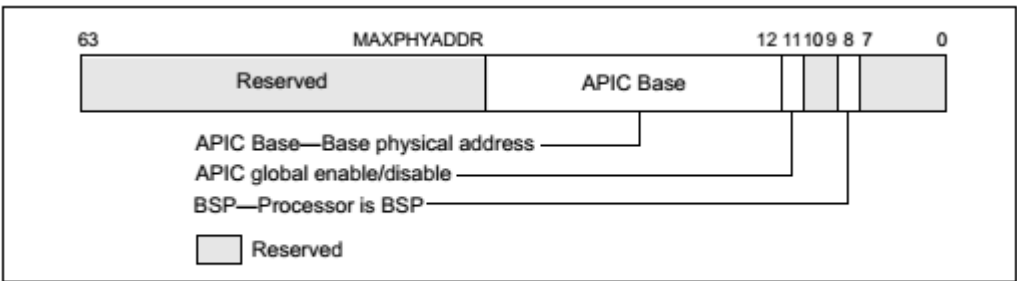 63 MAXPHYADDR 12 11 10 9 8 7 0
Reserved APIC Base
APIC Base—Base physical address
APIC global enable/disable
BSP—Processor is BSP
Reserved